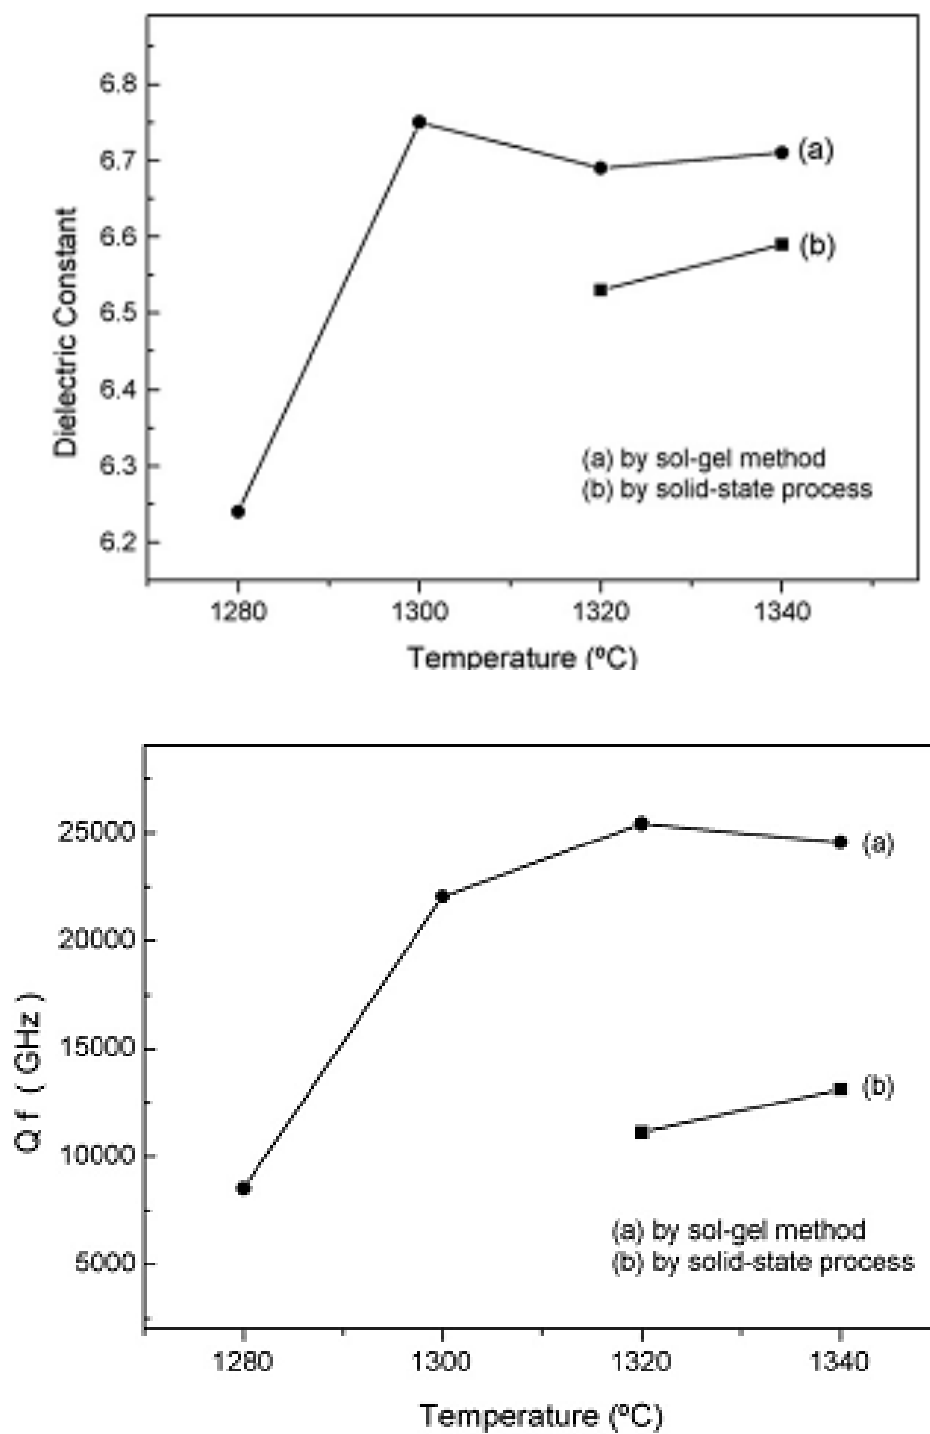 6.8
6.7
6.6
6.5
6.4
6.3
6.2
Dielectric Constant
(a)
(b)
(a) by sol-gel method
(b) by solid-state process
1280 1300 1320 1340
Temperature (ºC)
25000
20000
15000
10000
5000
Q f ( GHz )
(a)
(b)
(a) by sol-gel method
(b) by solid-state process
1280 1300 1320 1340
Temperature (ºC)